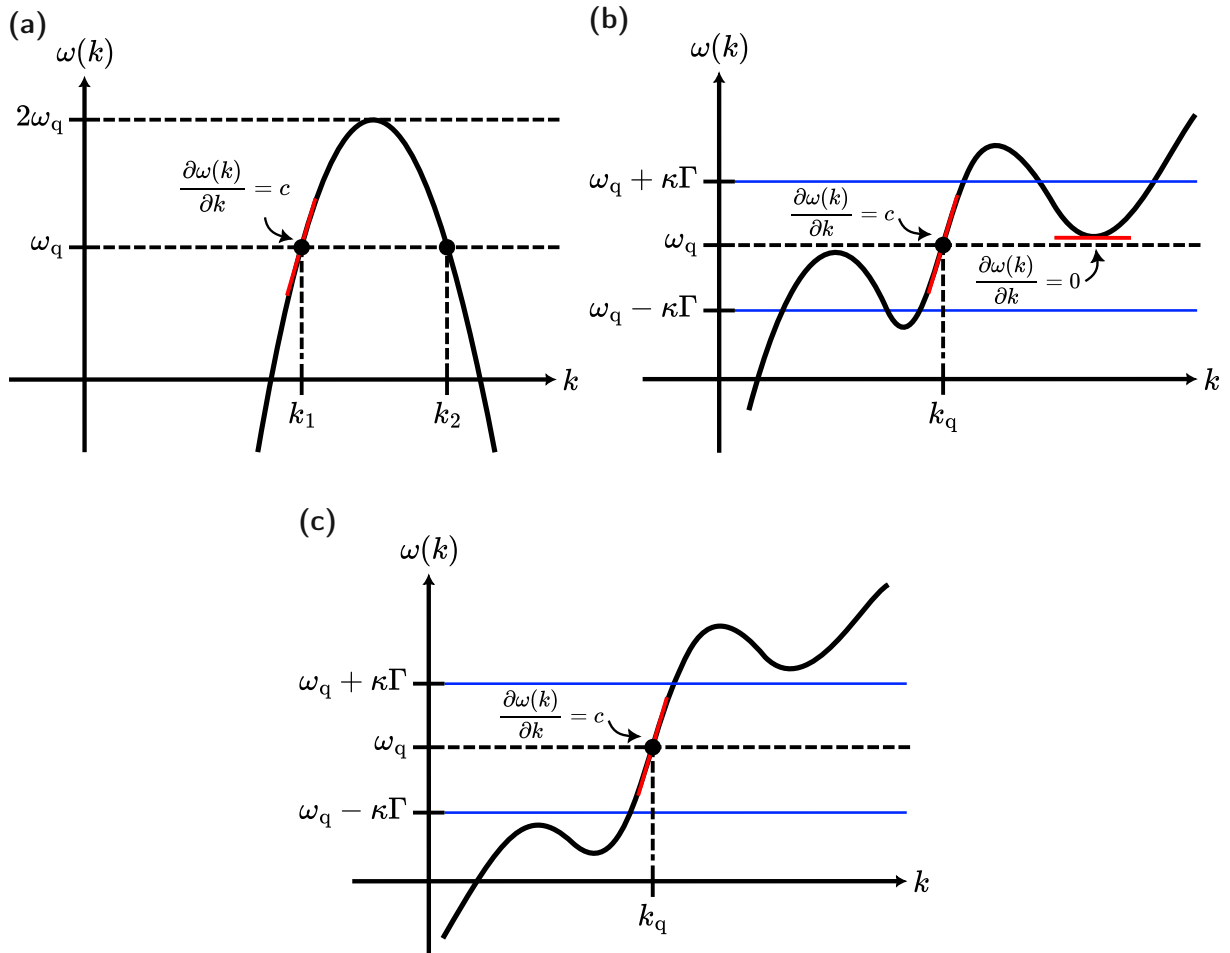 (a)
ω(k)
2ω_q
∂ω(k)/∂k = c
ω_q
k_1
k_2
k
(b)
ω(k)
ω_q + κΓ
∂ω(k)/∂k = c
ω_q
∂ω(k)/∂k = 0
ω_q − κΓ
k_q
k
(c)
ω(k)
ω_q + κΓ
∂ω(k)/∂k = c
ω_q
ω_q − κΓ
k_q
k